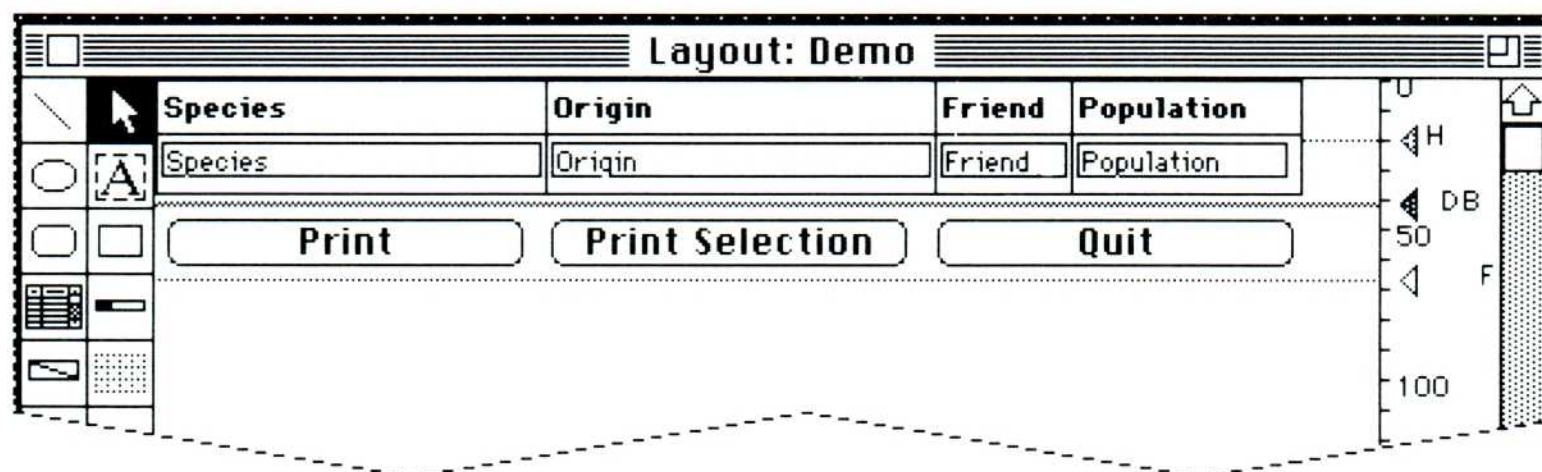 Layout: Demo
Species Origin Friend Population
0
H
A Species Origin Friend Population
DB
Print Print Selection Quit
50
F
100